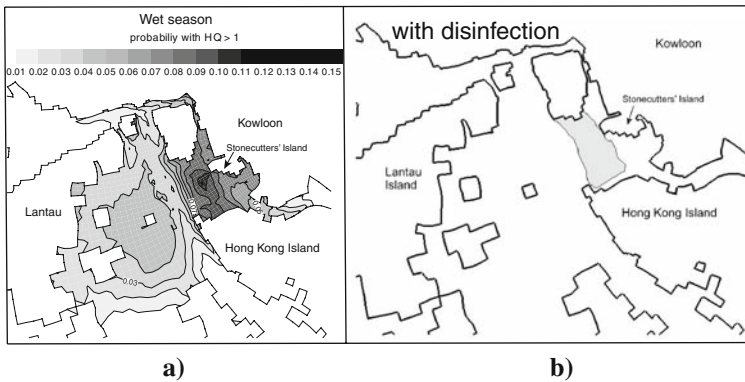 Wet season
probabiliy with HQ > 1
0.01 0.02 0.03 0.04 0.05 0.06 0.07 0.08 0.09 0.10 0.11 0.12 0.13 0.14 0.15
Kowloon
Stonecutters' Island
Lantau
Hong Kong Island
0.03
a)
with disinfection
Kowloon
Stonecutters' Island
Lantau
Island
Hong Kong Island
b)